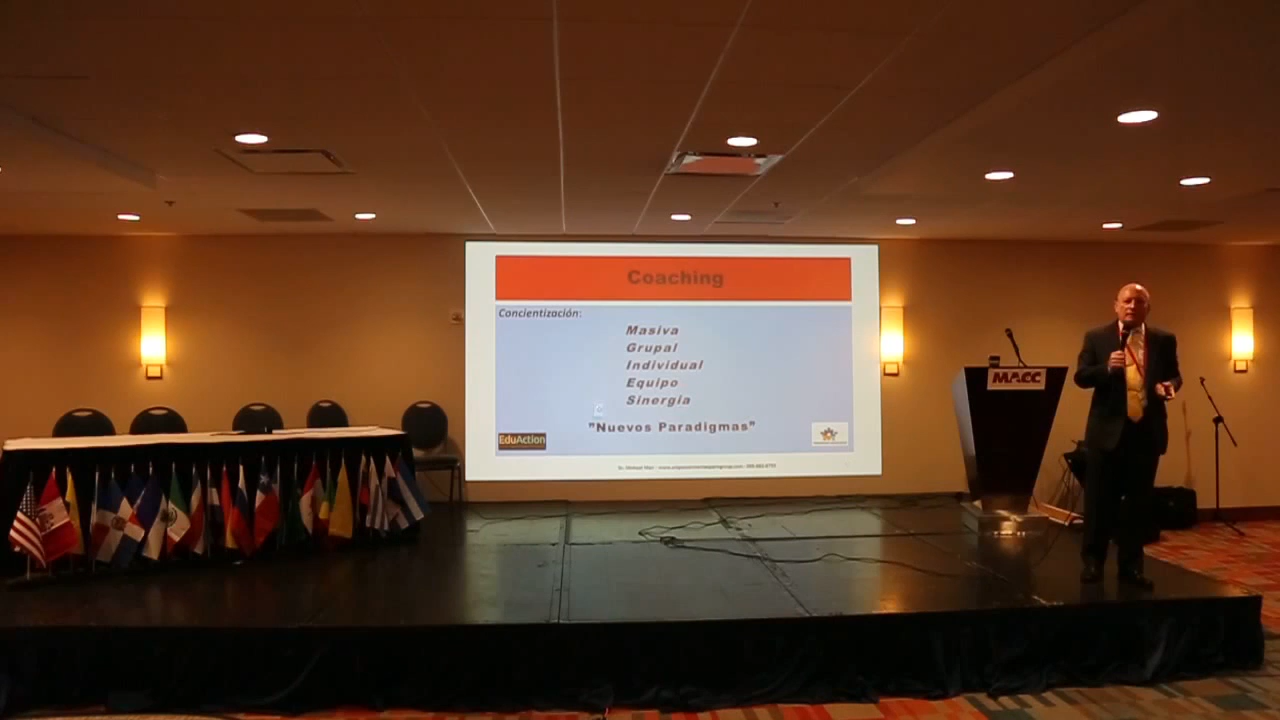 Coaching
Concientización:
Masiva
Grupal
Individual
Equipo
Sinergia
"Nuevos Paradigmas"
EduAction
MACC